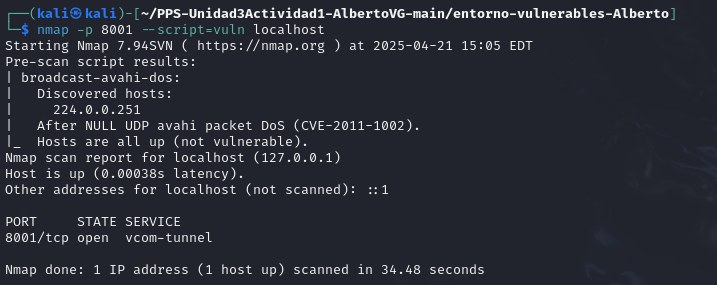 ┌──(kali㉿kali)-[~/PPS-Unidad3Actividad1-AlbertoVG-main/entorno-vulnerables-Alberto]
└─$ nmap -p 8001 --script=vuln localhost
Starting Nmap 7.94SVN ( https://nmap.org ) at 2025-04-21 15:05 EDT
Pre-scan script results:
| broadcast-avahi-dos:
|   Discovered hosts:
|     224.0.0.251
|   After NULL UDP avahi packet DoS (CVE-2011-1002).
|_  Hosts are all up (not vulnerable).
Nmap scan report for localhost (127.0.0.1)
Host is up (0.00038s latency).
Other addresses for localhost (not scanned): ::1

PORT     STATE SERVICE
8001/tcp open  vcom-tunnel

Nmap done: 1 IP address (1 host up) scanned in 34.48 seconds